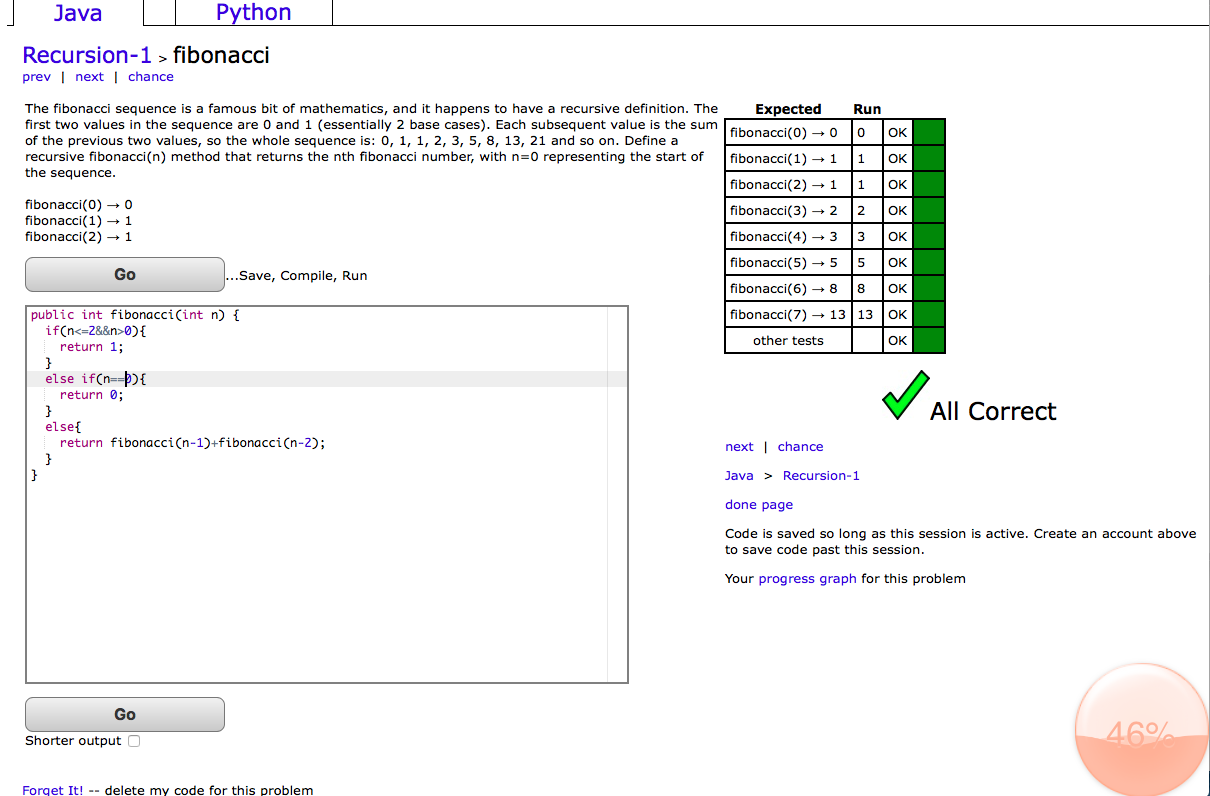 Java Python
Recursion-1 > fibonacci
prev | next | chance
The fibonacci sequence is a famous bit of mathematics, and it happens to have a recursive definition. The
first two values in the sequence are 0 and 1 (essentially 2 base cases). Each subsequent value is the sum
of the previous two values, so the whole sequence is: 0, 1, 1, 2, 3, 5, 8, 13, 21 and so on. Define a
recursive fibonacci(n) method that returns the nth fibonacci number, with n=0 representing the start of
the sequence.
fibonacci(0) → 0
fibonacci(1) → 1
fibonacci(2) → 1
Go ...Save, Compile, Run
public int fibonacci(int n) {
if(n<=2&&n>0){
return 1;
}
else if(n==0){
return 0;
}
else{
return fibonacci(n-1)+fibonacci(n-2);
}
}
Go
Shorter output
Forget It! -- delete my code for this problem
Expected Run
fibonacci(0) → 0 0 OK
fibonacci(1) → 1 1 OK
fibonacci(2) → 1 1 OK
fibonacci(3) → 2 2 OK
fibonacci(4) → 3 3 OK
fibonacci(5) → 5 5 OK
fibonacci(6) → 8 8 OK
fibonacci(7) → 13 13 OK
other tests OK
All Correct
next | chance
Java > Recursion-1
done page
Code is saved so long as this session is active. Create an account above
to save code past this session.
Your progress graph for this problem
46%